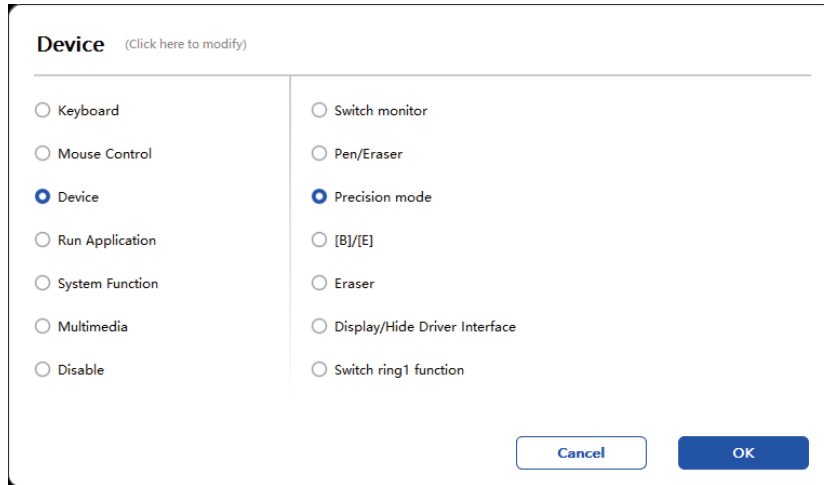 Device (Click here to modify)
Keyboard
Mouse Control
Device
Run Application
System Function
Multimedia
Disable
Switch monitor
Pen/Eraser
Precision mode
[B]/[E]
Eraser
Display/Hide Driver Interface
Switch ring1 function
Cancel OK